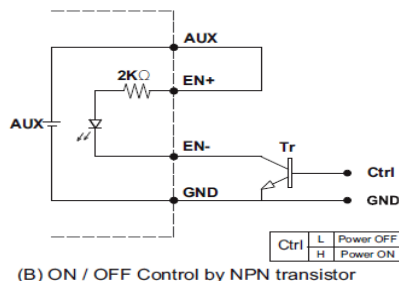 AUX
2KΩ
EN+
AUX
EN-
Tr
Ctrl
GND
GND
Ctrl L Power OFF
H Power ON
(B) ON / OFF Control by NPN transistor